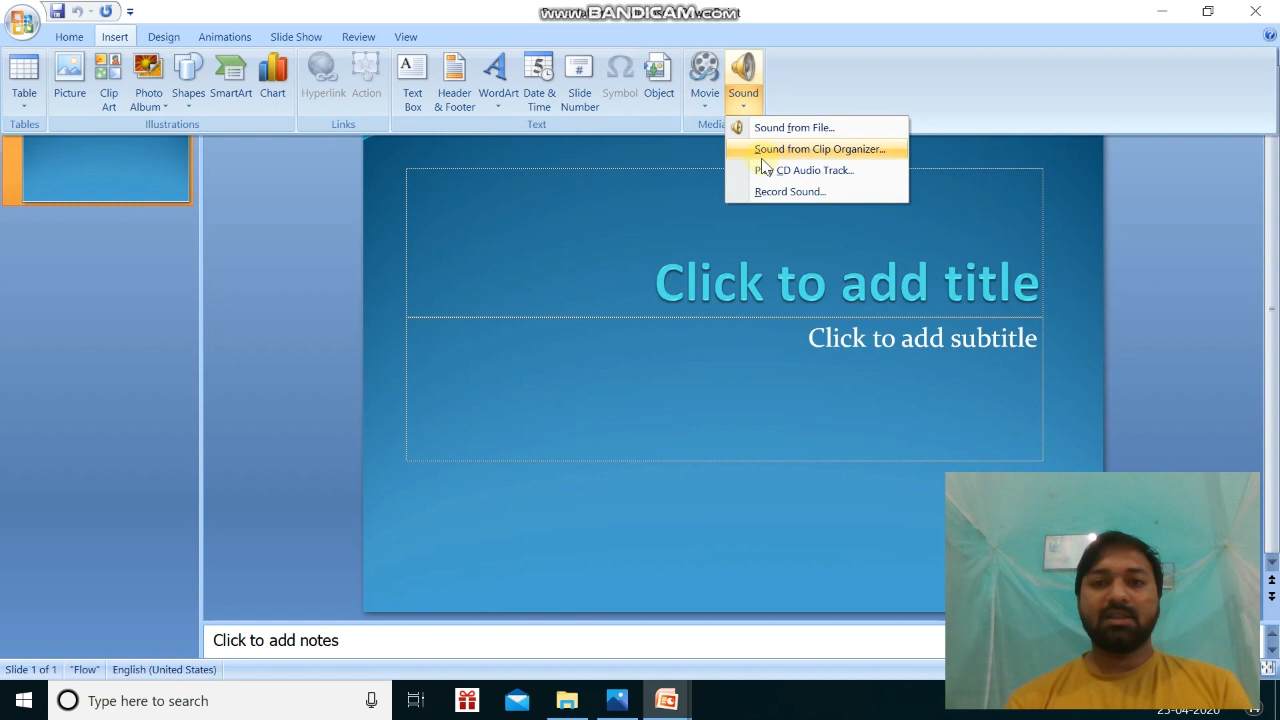 www.BANDICAM.com
Home Insert Design Animations Slide Show Review View
Table
Picture
Clip Art
Photo Album
Shapes
SmartArt
Chart
Hyperlink
Action
Text Box
Header & Footer
WordArt
Date & Time
Slide Number
Symbol
Object
Movie
Sound
Tables Illustrations Links Text
Sound from File...
Sound from Clip Organizer...
CD Audio Track...
Record Sound...
Click to add title
Click to add subtitle
Click to add notes
Slide 1 of 1 "Flow" English (United States)
Type here to search